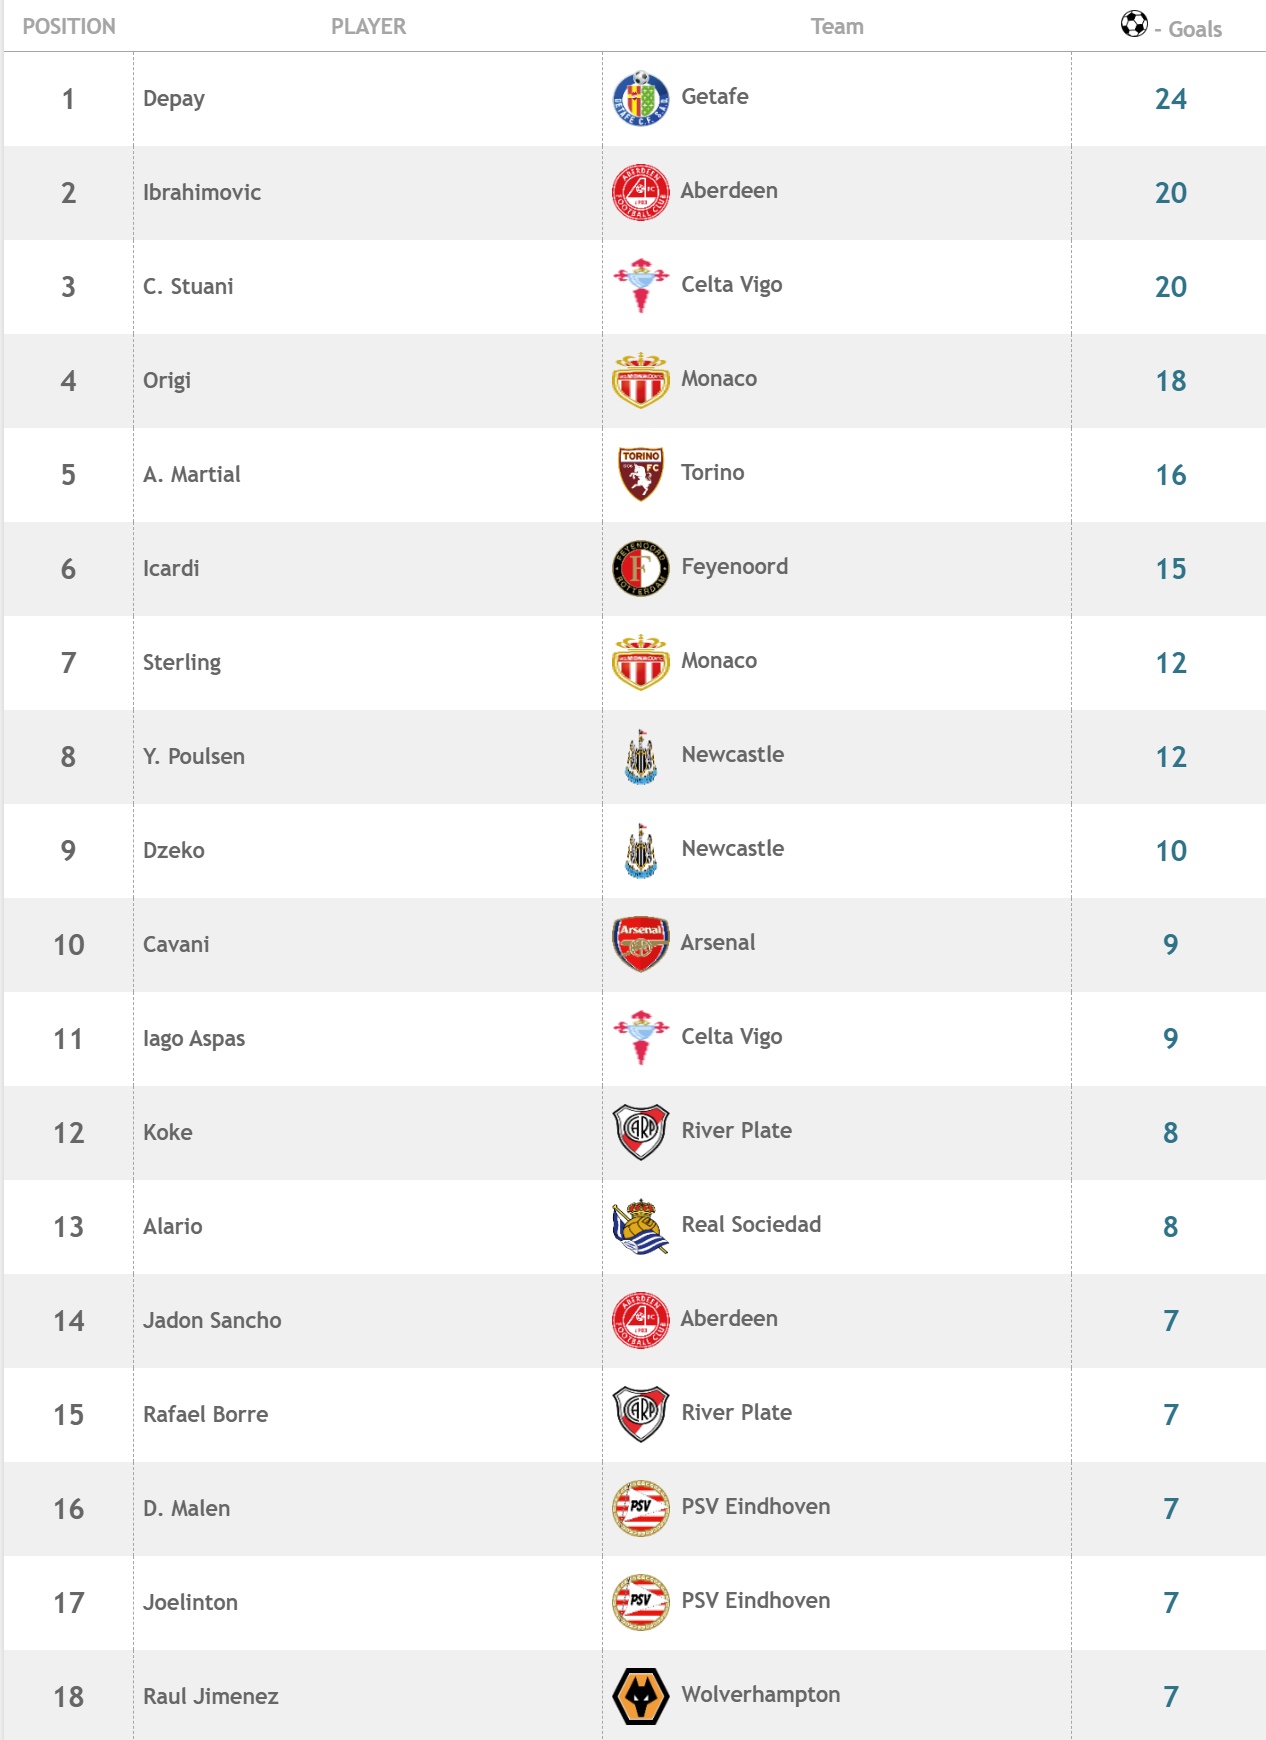 POSITION PLAYER Team - Goals
1 Depay Getafe 24
2 Ibrahimovic Aberdeen 20
3 C. Stuani Celta Vigo 20
4 Origi Monaco 18
5 A. Martial Torino 16
6 Icardi Feyenoord 15
7 Sterling Monaco 12
8 Y. Poulsen Newcastle 12
9 Dzeko Newcastle 10
10 Cavani Arsenal 9
11 Iago Aspas Celta Vigo 9
12 Koke River Plate 8
13 Alario Real Sociedad 8
14 Jadon Sancho Aberdeen 7
15 Rafael Borre River Plate 7
16 D. Malen PSV Eindhoven 7
17 Joelinton PSV Eindhoven 7
18 Raul Jimenez Wolverhampton 7